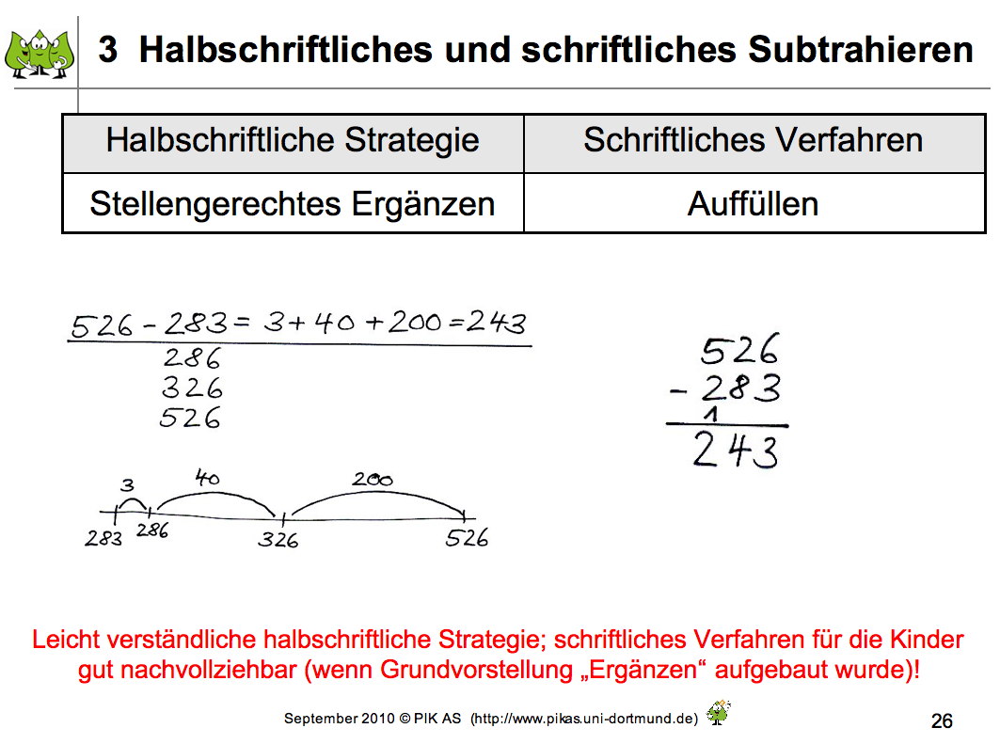 3 Halbschriftliches und schriftliches Subtrahieren
Halbschriftliche Strategie
Schriftliches Verfahren
Stellengerechtes Ergänzen
Auffüllen
526 - 283 = 3 + 40 + 200 = 243
286
326
526
3
40
200
283
286
326
526
526
- 283
1
243
Leicht verständliche halbschriftliche Strategie; schriftliches Verfahren für die Kinder
gut nachvollziehbar (wenn Grundvorstellung „Ergänzen“ aufgebaut wurde)!
September 2010 © PIK AS (http://www.pikas.uni-dortmund.de)
26